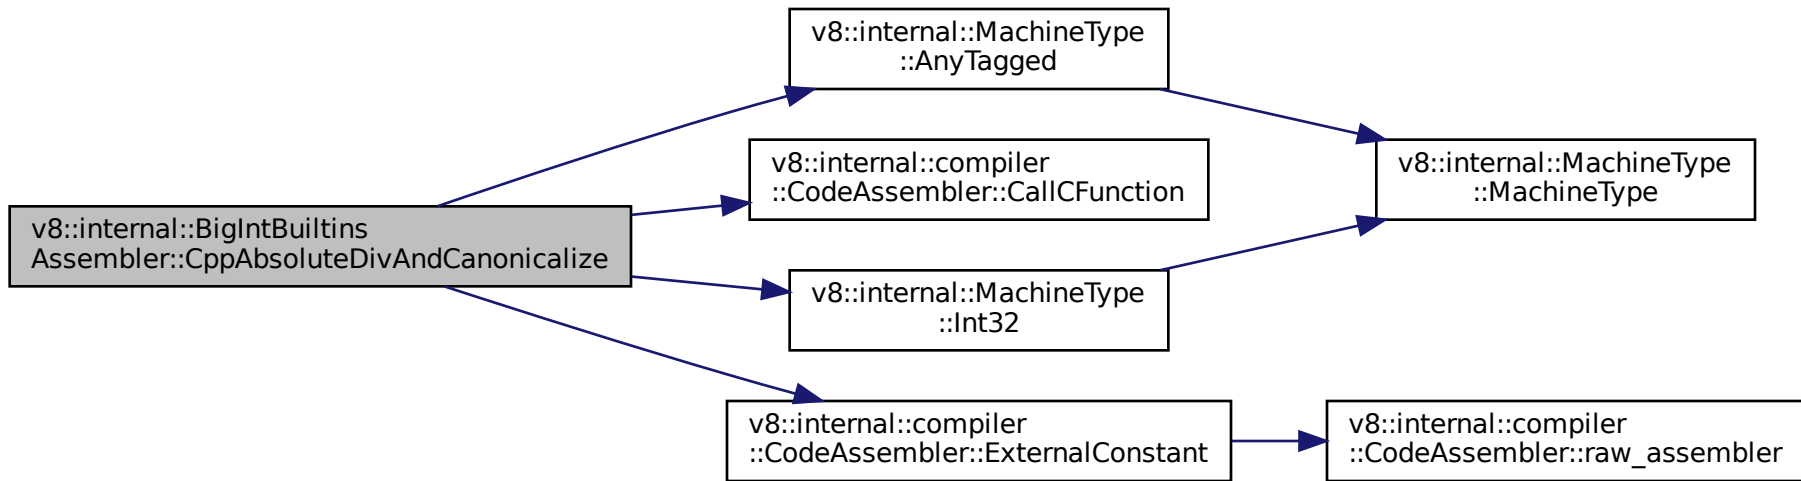 v8::internal::BigIntBuiltins
Assembler::CppAbsoluteDivAndCanonicalize
v8::internal::MachineType
::AnyTagged
v8::internal::compiler
::CodeAssembler::CallCFunction
v8::internal::MachineType
::Int32
v8::internal::compiler
::CodeAssembler::ExternalConstant
v8::internal::MachineType
::MachineType
v8::internal::compiler
::CodeAssembler::raw_assembler